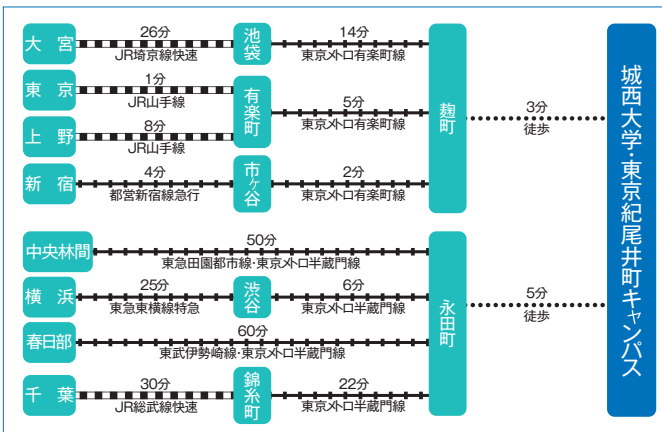 大宮
26分
JR埼京線快速
池袋
14分
東京メトロ有楽町線
東京
1分
JR山手線
有楽町
5分
東京メトロ有楽町線
上野
8分
JR山手線
新宿
4分
都営新宿線急行
市ヶ谷
2分
東京メトロ有楽町線
麹町
3分
徒歩
中央林間
50分
東急田園都市線・東京メトロ半蔵門線
横浜
25分
東急東横線特急
渋谷
6分
東京メトロ半蔵門線
春日部
60分
東武伊勢崎線・東京メトロ半蔵門線
千葉
30分
JR総武線快速
錦糸町
22分
東京メトロ半蔵門線
永田町
5分
徒歩
城西大学・東京紀尾井町キャンパス